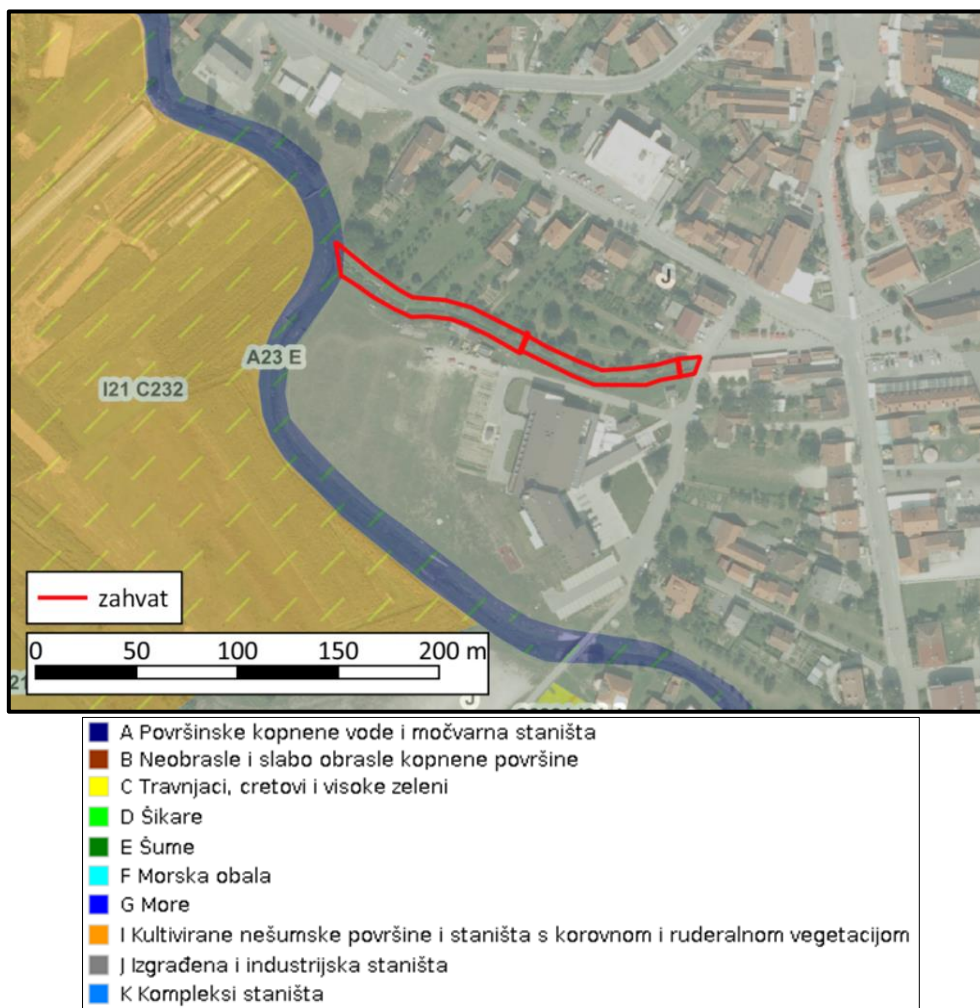 J
A23 E
I21 C232
zahvat
0 50 100 150 200 m
21
J
A Površinske kopnene vode i močvarna staništa
B Neobrasle i slabo obrasle kopnene površine
C Travnjaci, cretovi i visoke zeleni
D Šikare
E Šume
F Morska obala
G More
I Kultivirane nešumske površine i staništa s korovnom i ruderalnom vegetacijom
J Izgrađena i industrijska staništa
K Kompleksi staništa